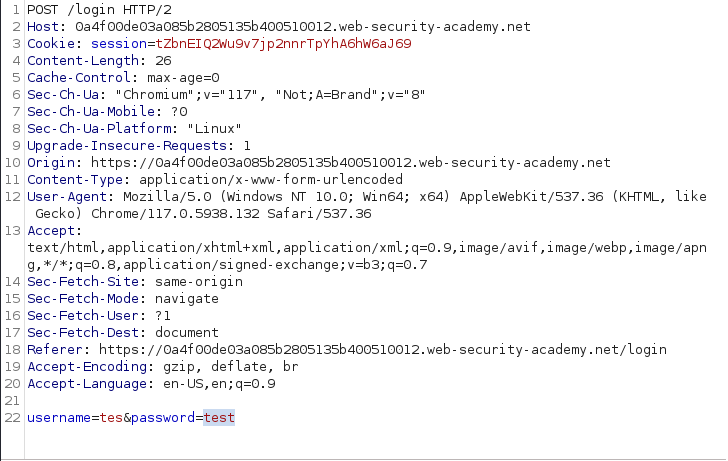 1 POST /login HTTP/2
2 Host: 0a4f00de03a085b2805135b400510012.web-security-academy.net
3 Cookie: session=tZbnEIQ2Wu9v7jp2nnrTpYhA6hW6aJ69
4 Content-Length: 26
5 Cache-Control: max-age=0
6 Sec-Ch-Ua: "Chromium";v="117", "Not;A=Brand";v="8"
7 Sec-Ch-Ua-Mobile: ?0
8 Sec-Ch-Ua-Platform: "Linux"
9 Upgrade-Insecure-Requests: 1
10 Origin: https://0a4f00de03a085b2805135b400510012.web-security-academy.net
11 Content-Type: application/x-www-form-urlencoded
12 User-Agent: Mozilla/5.0 (Windows NT 10.0; Win64; x64) AppleWebKit/537.36 (KHTML, like
Gecko) Chrome/117.0.5938.132 Safari/537.36
13 Accept:
text/html,application/xhtml+xml,application/xml;q=0.9,image/avif,image/webp,image/apn
g,*/*;q=0.8,application/signed-exchange;v=b3;q=0.7
14 Sec-Fetch-Site: same-origin
15 Sec-Fetch-Mode: navigate
16 Sec-Fetch-User: ?1
17 Sec-Fetch-Dest: document
18 Referer: https://0a4f00de03a085b2805135b400510012.web-security-academy.net/login
19 Accept-Encoding: gzip, deflate, br
20 Accept-Language: en-US,en;q=0.9
21
22 username=tes&password=test